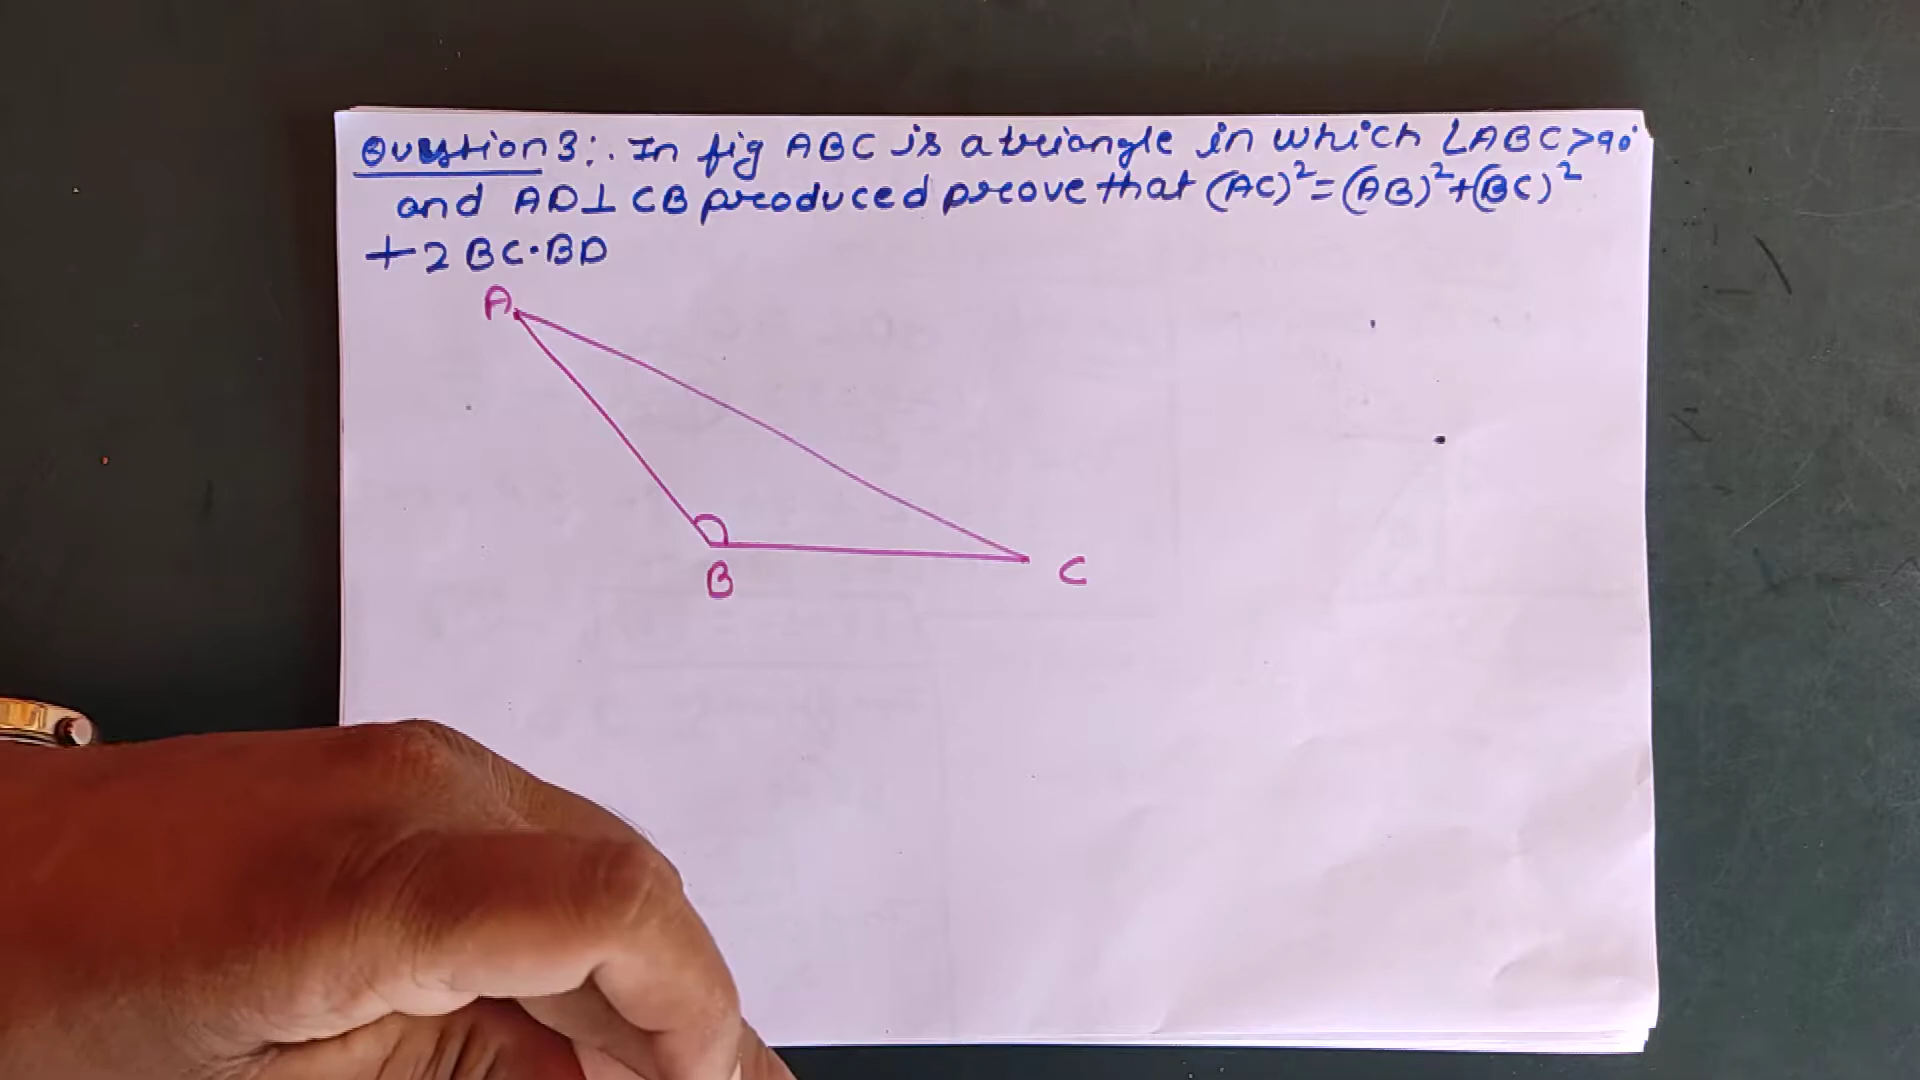 Question 3:. In fig ABC is a triangle in which ∠ABC>90°
and AD⊥CB produced prove that (AC)²=(AB)²+(BC)²
+2BC·BD
A
B
C